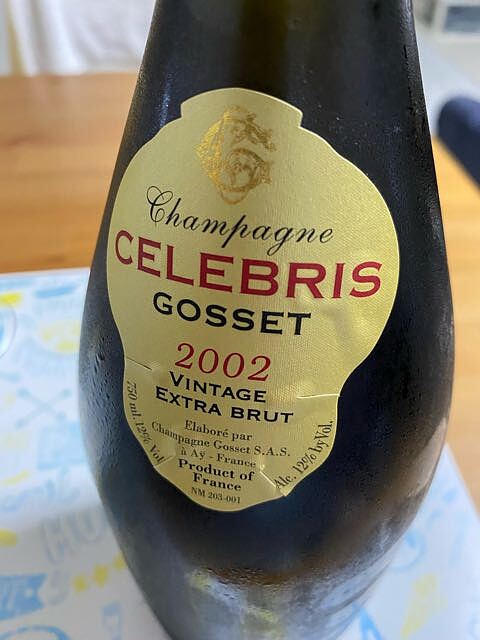 Champagne
CELEBRIS
GOSSET
2002
VINTAGE
EXTRA BRUT
Elaboré par
Champagne Gosset S.A.S.
à Aÿ - France
Product of
France
NM 203-001
750 ml. 12% Vol.
Alc. 12% by Vol.